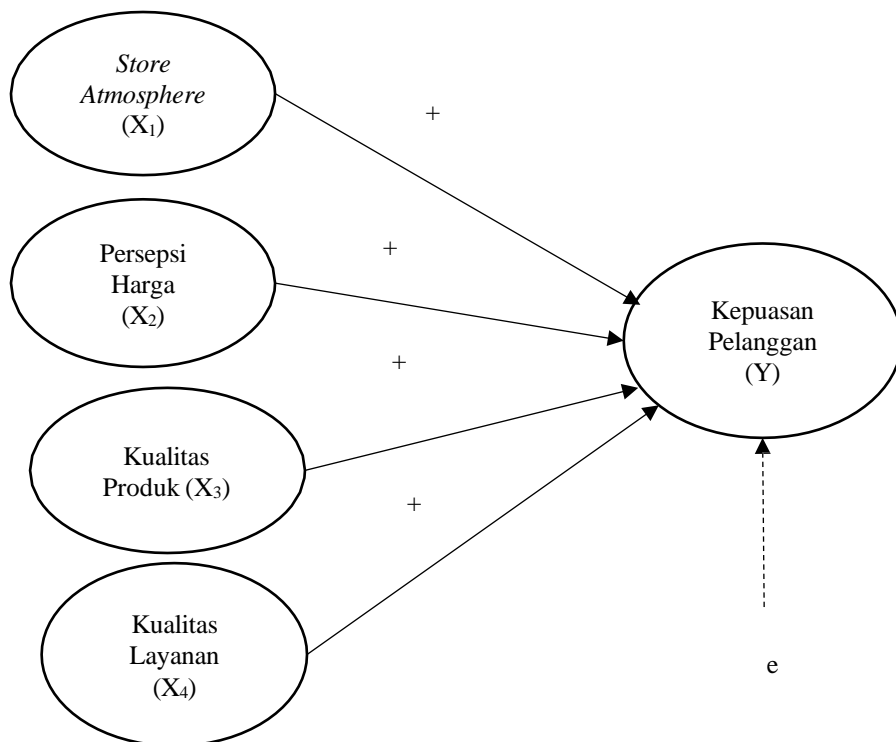 Store
Atmosphere
(X₁)
+
Persepsi
Harga
(X₂)
+
Kepuasan
Pelanggan
(Y)
+
Kualitas
Produk (X₃)
+
Kualitas
Layanan
(X₄)
e